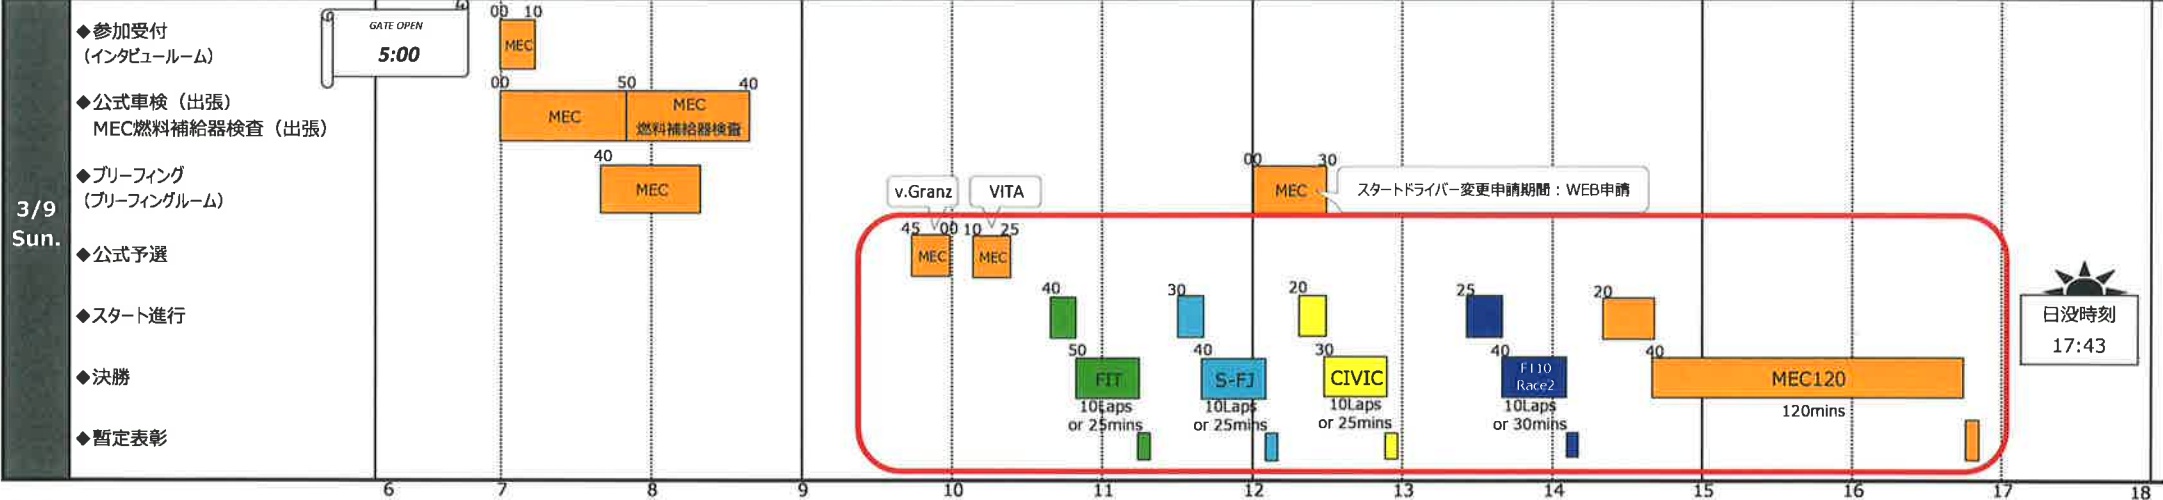 3/9
Sun.
◆参加受付
（インタビュールーム）
GATE OPEN
5:00
00 10
MEC
◆公式車検（出張）
MEC燃料補給器検査（出張）
00 50 40
MEC
MEC
燃料補給器検査
◆ブリーフィング
（ブリーフィングルーム）
40
MEC
00 30
MEC
スタートドライバー変更申請期間：WEB申請
v.Granz
VITA
◆公式予選
45 00 10 25
MEC
MEC
◆スタート進行
40
30
20
25
20
◆決勝
50
FIT
10Laps
or 25mins
40
S-FJ
10Laps
or 25mins
30
CIVIC
10Laps
or 25mins
40
F110
Race2
10Laps
or 30mins
40
MEC120
120mins
◆暫定表彰
日没時刻
17:43
6 7 8 9 10 11 12 13 14 15 16 17 18